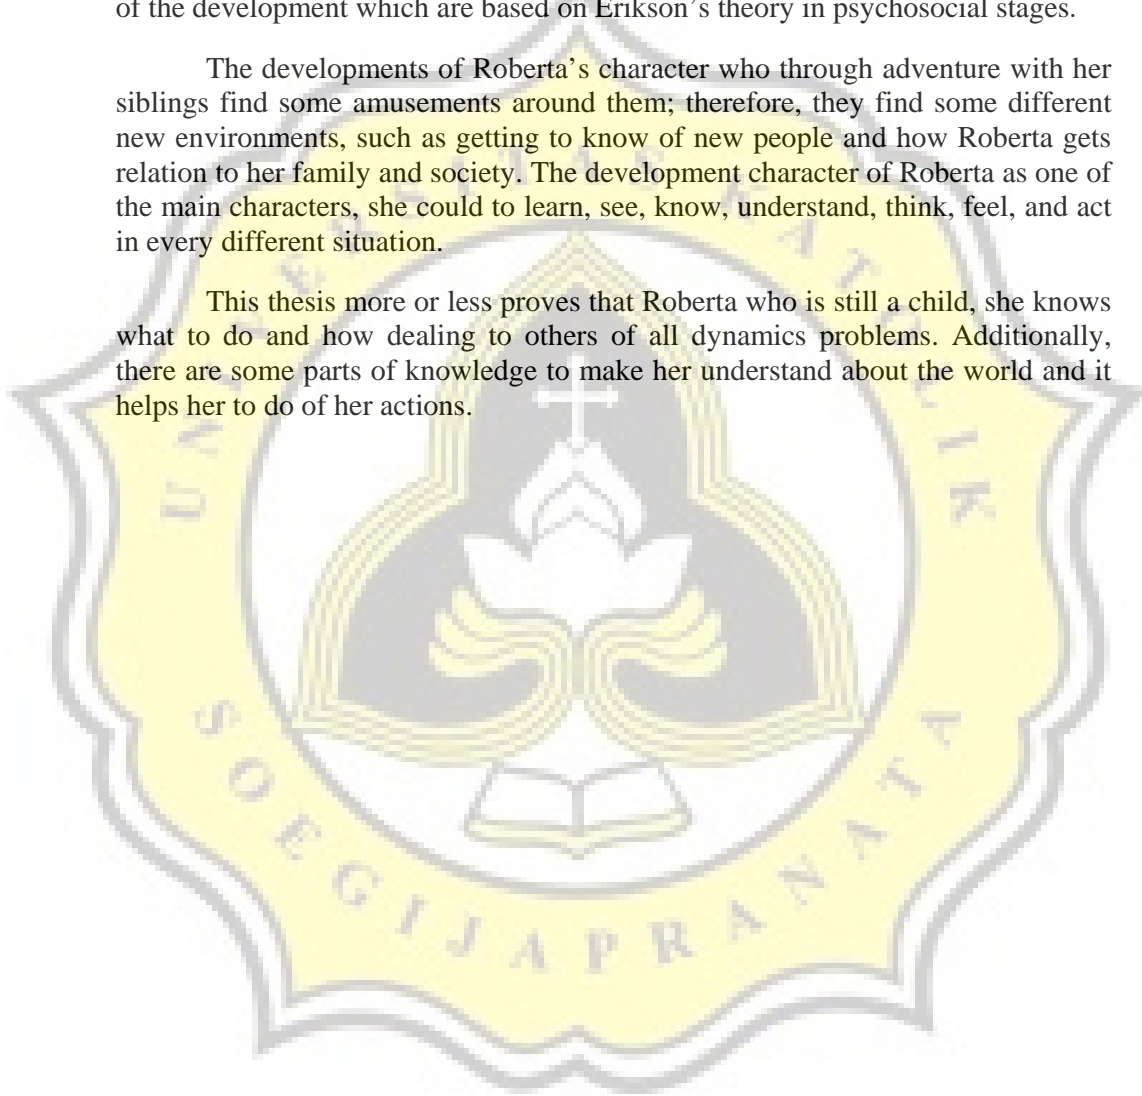 of the development which are based on Erikson’s theory in psychosocial stages.
The developments of Roberta’s character who through adventure with her
siblings find some amusements around them; therefore, they find some different
new environments, such as getting to know of new people and how Roberta gets
relation to her family and society. The development character of Roberta as one of
the main characters, she could to learn, see, know, understand, think, feel, and act
in every different situation.
This thesis more or less proves that Roberta who is still a child, she knows
what to do and how dealing to others of all dynamics problems. Additionally,
there are some parts of knowledge to make her understand about the world and it
helps her to do of her actions.
UNIVERSITAS KATOLIK
SOEGIJAPRANATA